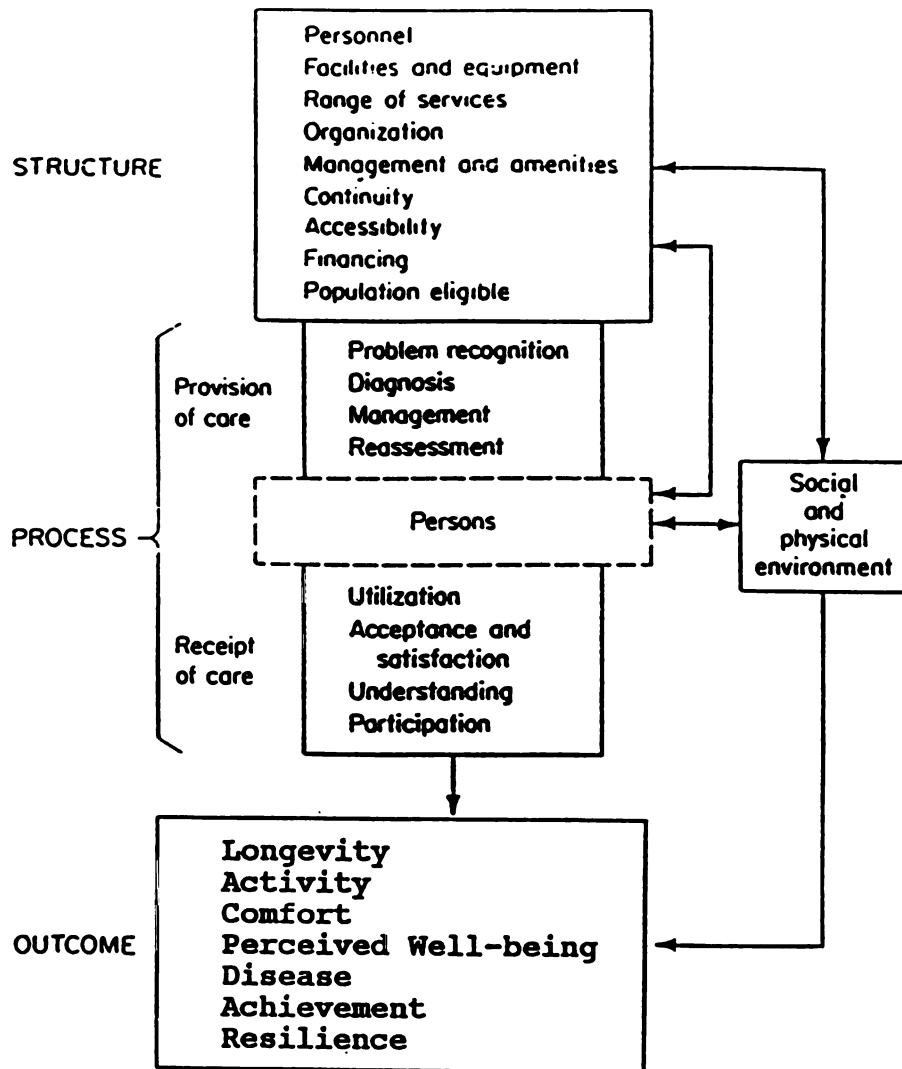 Personnel
Facilities and equipment
Range of services
Organization
STRUCTURE
Management and amenities
Continuity
Accessibility
Financing
Population eligible
Problem recognition
Provision
of care
Diagnosis
Management
Reassessment
PROCESS
Persons
Social
and
physical
environment
Receipt
of care
Utilization
Acceptance and
satisfaction
Understanding
Participation
OUTCOME
Longevity
Activity
Comfort
Perceived Well-being
Disease
Achievement
Resilience